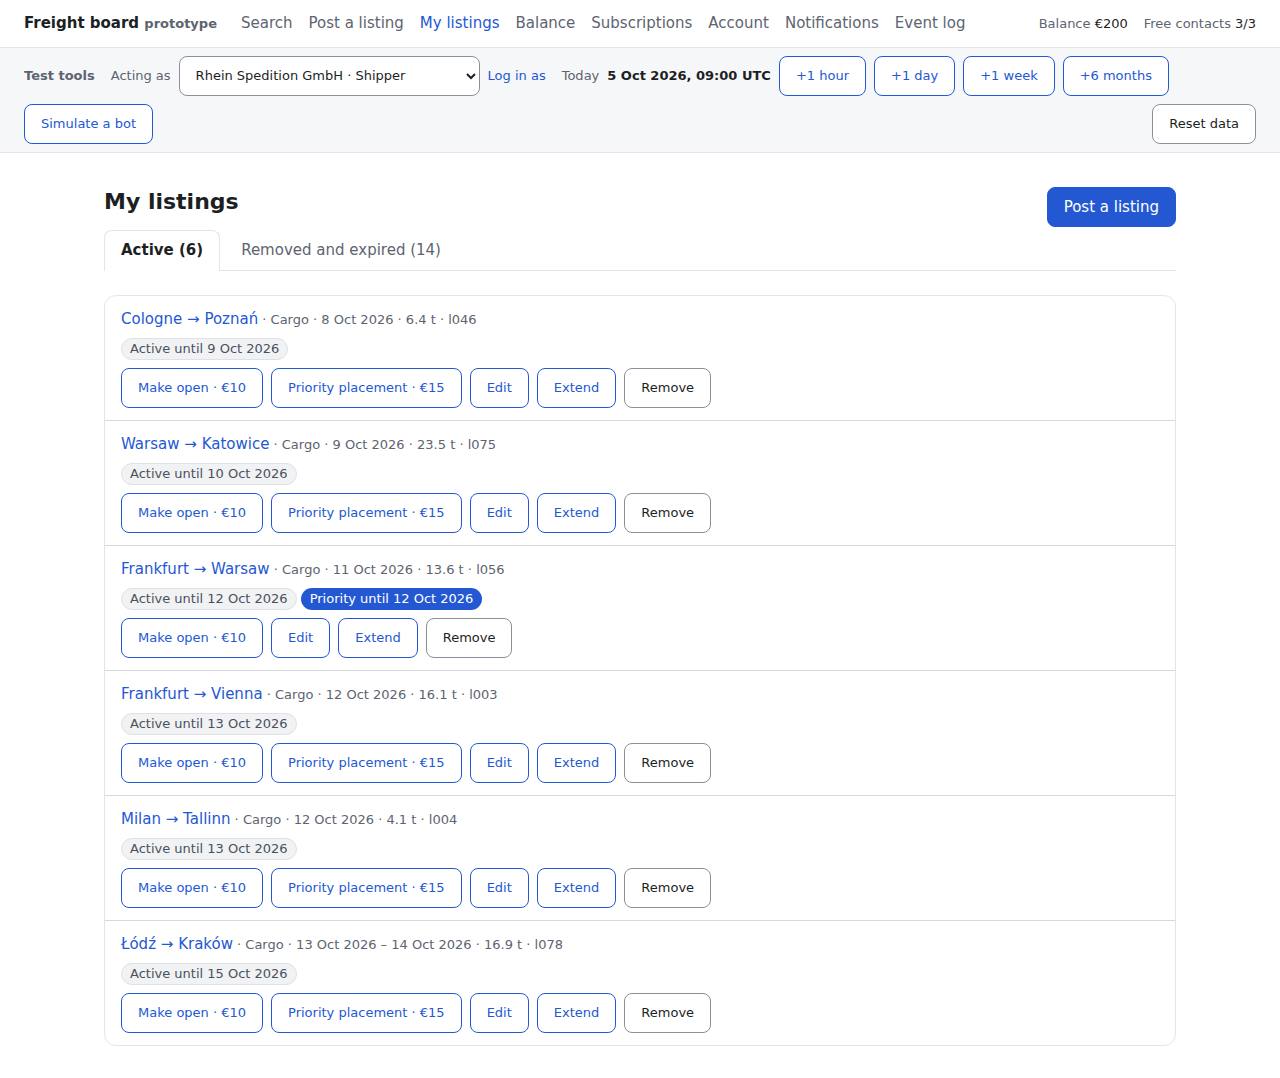 Freight board prototype Search Post a listing My listings Balance Subscriptions Account Notifications Event log Balance €200 Free contacts 3/3
Test tools Acting as Rhein Spedition GmbH · Shipper Log in as Today 5 Oct 2026, 09:00 UTC +1 hour +1 day +1 week +6 months
Simulate a bot Reset data
My listings Post a listing
Active (6) Removed and expired (14)
Cologne → Poznań · Cargo · 8 Oct 2026 · 6.4 t · l046
Active until 9 Oct 2026
Make open · €10 Priority placement · €15 Edit Extend Remove
Warsaw → Katowice · Cargo · 9 Oct 2026 · 23.5 t · l075
Active until 10 Oct 2026
Make open · €10 Priority placement · €15 Edit Extend Remove
Frankfurt → Warsaw · Cargo · 11 Oct 2026 · 13.6 t · l056
Active until 12 Oct 2026 Priority until 12 Oct 2026
Make open · €10 Edit Extend Remove
Frankfurt → Vienna · Cargo · 12 Oct 2026 · 16.1 t · l003
Active until 13 Oct 2026
Make open · €10 Priority placement · €15 Edit Extend Remove
Milan → Tallinn · Cargo · 12 Oct 2026 · 4.1 t · l004
Active until 13 Oct 2026
Make open · €10 Priority placement · €15 Edit Extend Remove
Łódź → Kraków · Cargo · 13 Oct 2026 – 14 Oct 2026 · 16.9 t · l078
Active until 15 Oct 2026
Make open · €10 Priority placement · €15 Edit Extend Remove